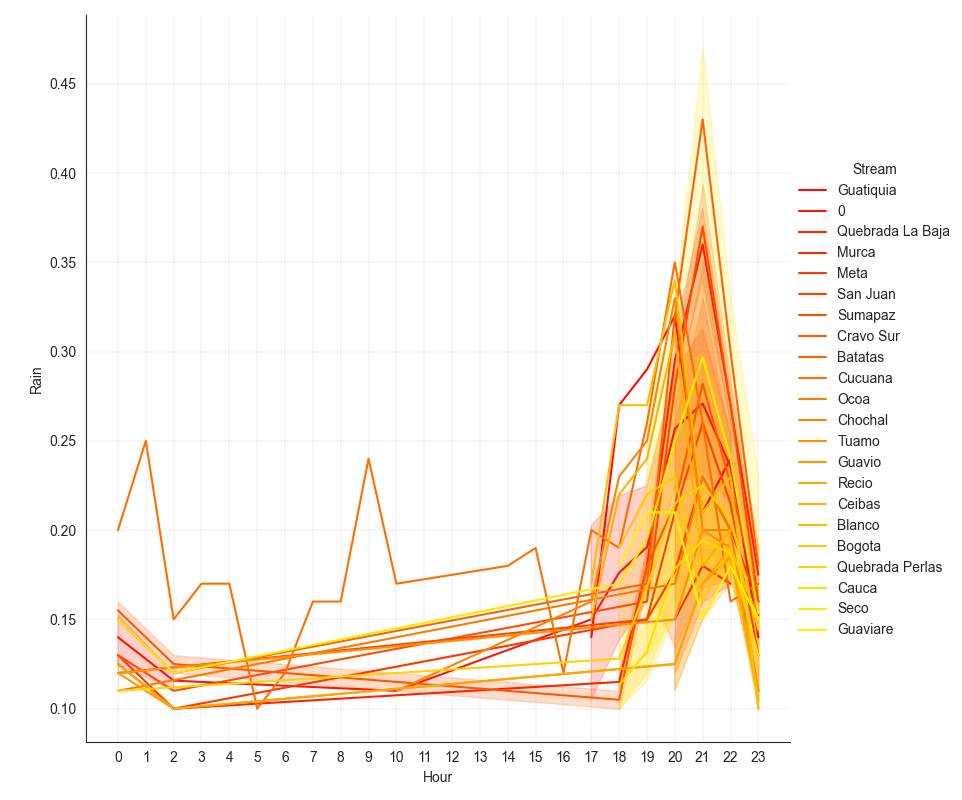 0.45
0.40
0.35
0.30
0.25
0.20
0.15
0.10
Rain
0 1 2 3 4 5 6 7 8 9 10 11 12 13 14 15 16 17 18 19 20 21 22 23
Hour
Stream
Guatiquia
0
Quebrada La Baja
Murca
Meta
San Juan
Sumapaz
Cravo Sur
Batatas
Cucuana
Ocoa
Chochal
Tuamo
Guavio
Recio
Ceibas
Blanco
Bogota
Quebrada Perlas
Cauca
Seco
Guaviare